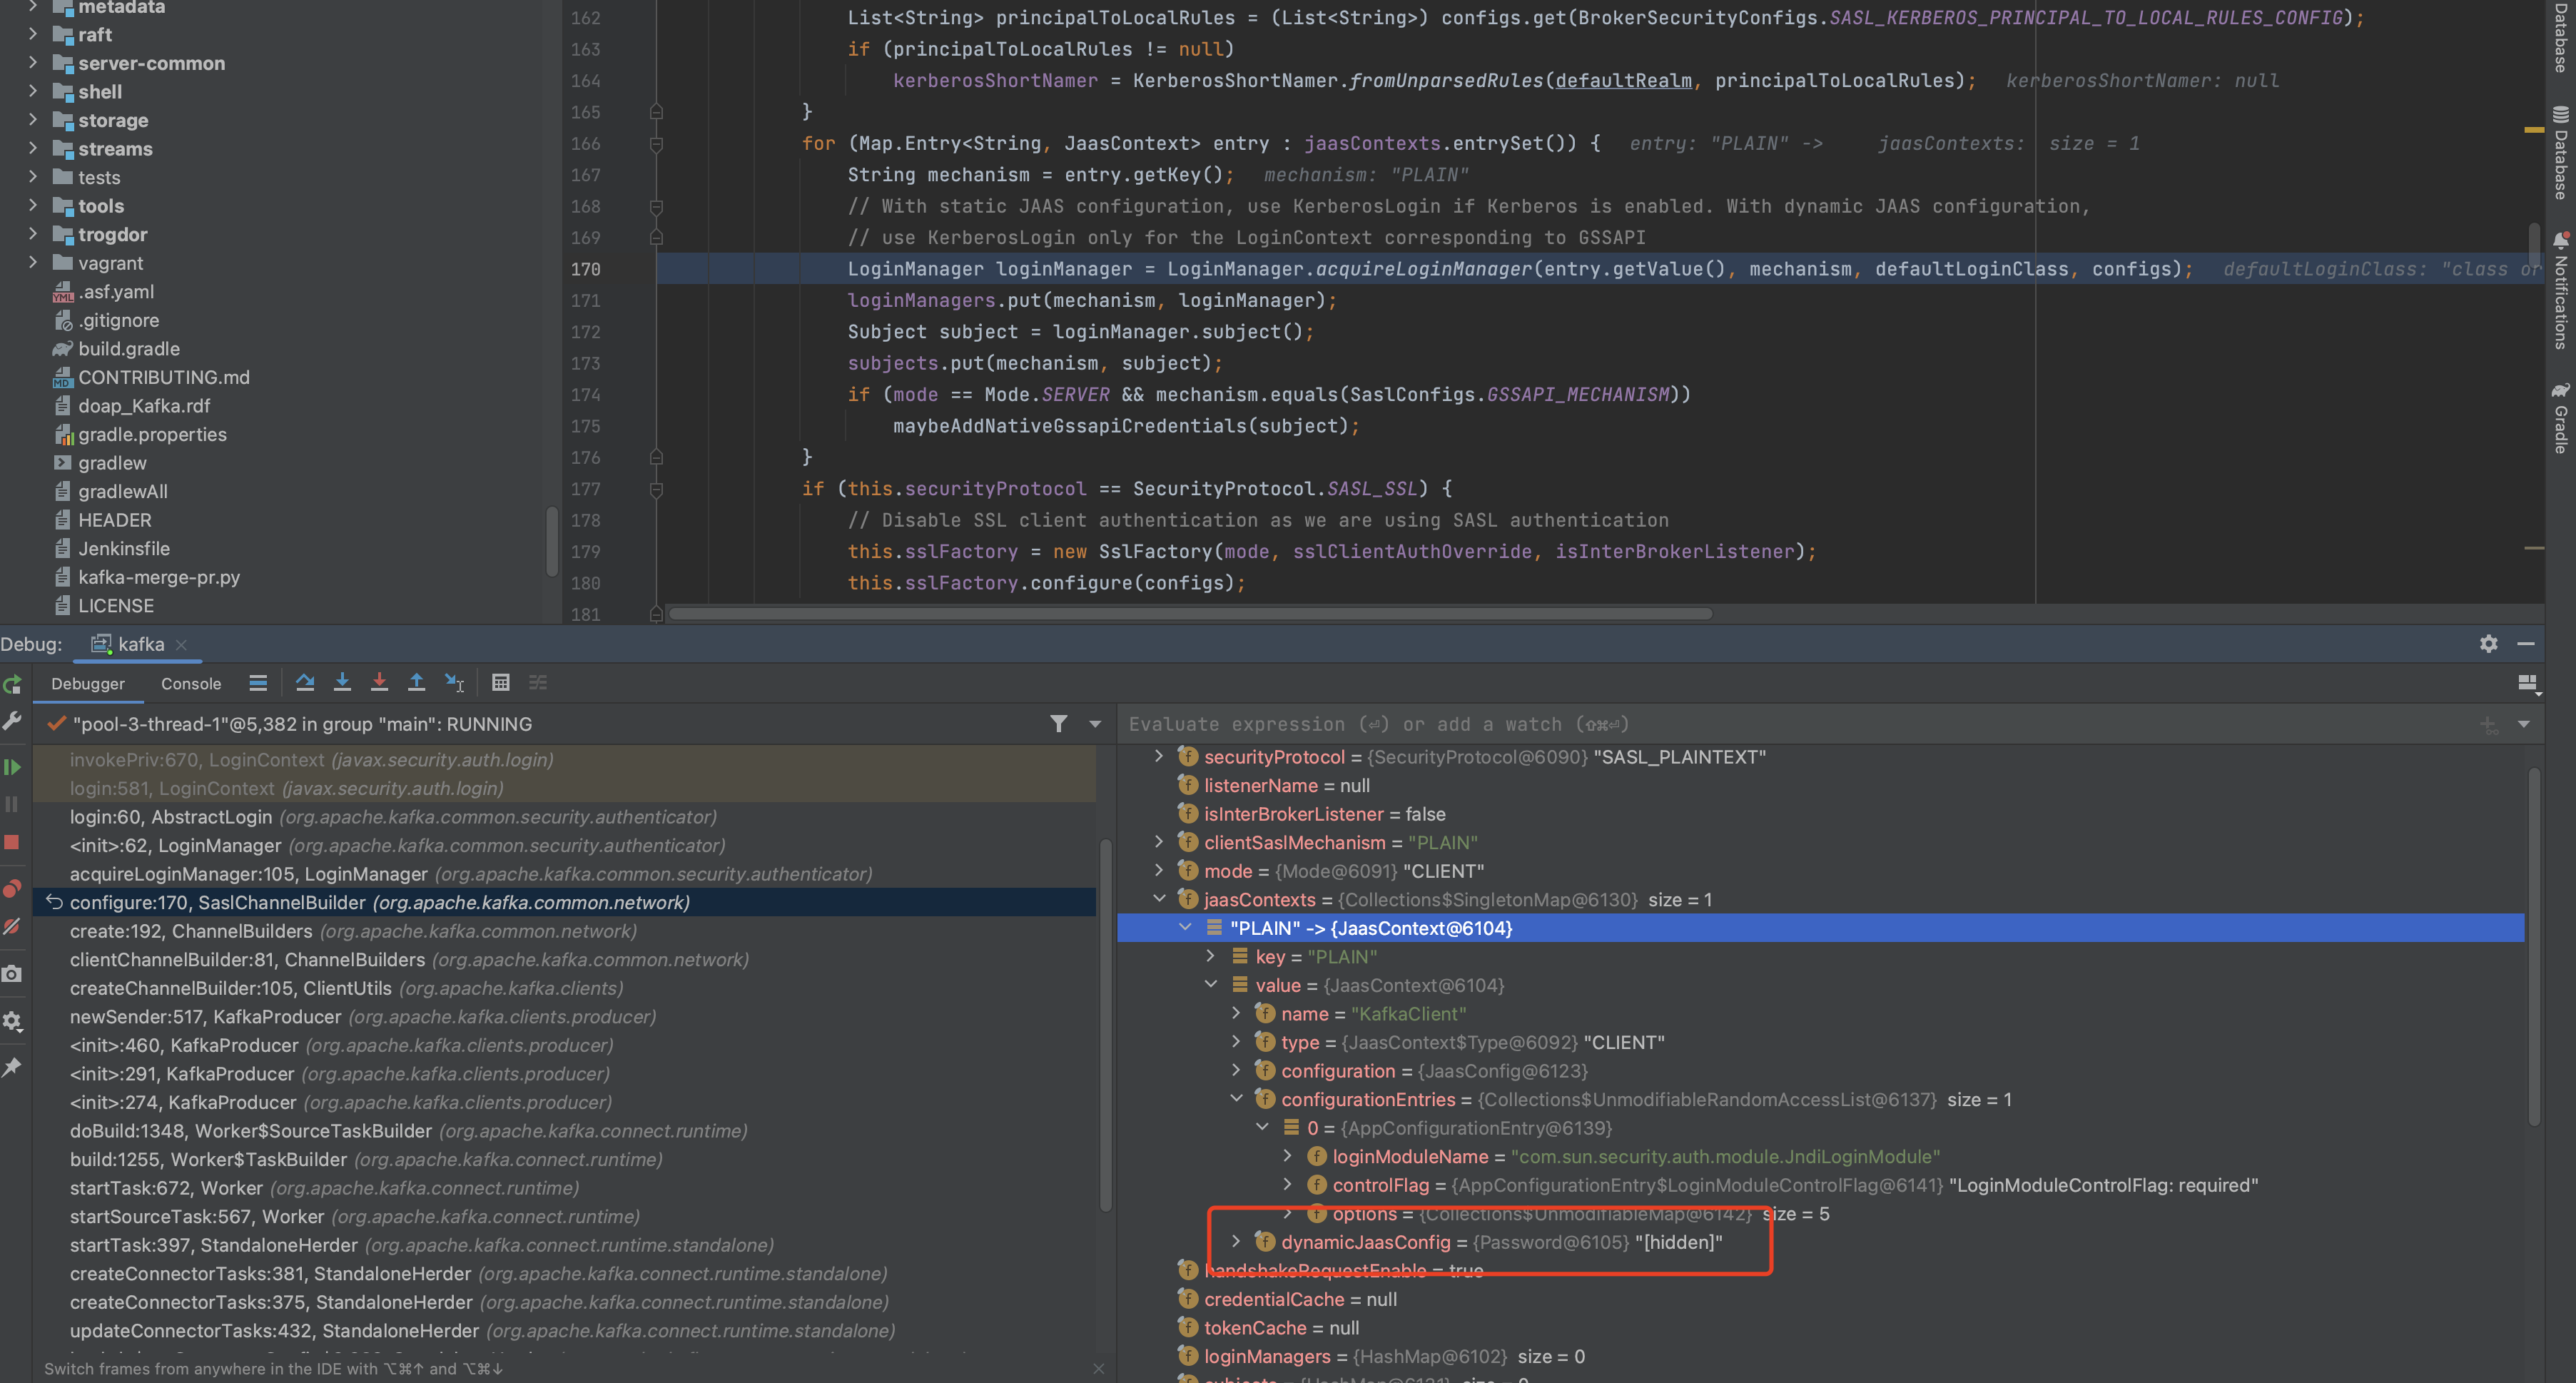 metadata
raft
server-common
shell
storage
streams
tests
tools
trogdor
vagrant
.asf.yaml
.gitignore
build.gradle
CONTRIBUTING.md
doap_Kafka.rdf
gradle.properties
gradlew
gradlewAll
HEADER
Jenkinsfile
kafka-merge-pr.py
LICENSE
162 List<String> principalToLocalRules = (List<String>) configs.get(BrokerSecurityConfigs.SASL_KERBEROS_PRINCIPAL_TO_LOCAL_RULES_CONFIG);
163 if (principalToLocalRules != null)
164 kerberosShortNamer = KerberosShortNamer.fromUnparsedRules(defaultRealm, principalToLocalRules); kerberosShortNamer: null
165 }
166 for (Map.Entry<String, JaasContext> entry : jaasContexts.entrySet()) { entry: "PLAIN" -> jaasContexts: size = 1
167 String mechanism = entry.getKey(); mechanism: "PLAIN"
168 // With static JAAS configuration, use KerberosLogin if Kerberos is enabled. With dynamic JAAS configuration,
169 // use KerberosLogin only for the LoginContext corresponding to GSSAPI
170 LoginManager loginManager = LoginManager.acquireLoginManager(entry.getValue(), mechanism, defaultLoginClass, configs); defaultLoginClass: "class or
171 loginManagers.put(mechanism, loginManager);
172 Subject subject = loginManager.subject();
173 subjects.put(mechanism, subject);
174 if (mode == Mode.SERVER && mechanism.equals(SaslConfigs.GSSAPI_MECHANISM))
175 maybeAddNativeGssapiCredentials(subject);
176 }
177 if (this.securityProtocol == SecurityProtocol.SASL_SSL) {
178 // Disable SSL client authentication as we are using SASL authentication
179 this.sslFactory = new SslFactory(mode, sslClientAuthOverride, isInterBrokerListener);
180 this.sslFactory.configure(configs);
181
Database
Database
Notifications
Gradle
Debug: kafka
Debugger Console
"pool-3-thread-1"@5,382 in group "main": RUNNING
invokePriv:670, LoginContext (javax.security.auth.login)
login:581, LoginContext (javax.security.auth.login)
login:60, AbstractLogin (org.apache.kafka.common.security.authenticator)
<init>:62, LoginManager (org.apache.kafka.common.security.authenticator)
acquireLoginManager:105, LoginManager (org.apache.kafka.common.security.authenticator)
configure:170, SaslChannelBuilder (org.apache.kafka.common.network)
create:192, ChannelBuilders (org.apache.kafka.common.network)
clientChannelBuilder:81, ChannelBuilders (org.apache.kafka.common.network)
createChannelBuilder:105, ClientUtils (org.apache.kafka.clients)
newSender:517, KafkaProducer (org.apache.kafka.clients.producer)
<init>:460, KafkaProducer (org.apache.kafka.clients.producer)
<init>:291, KafkaProducer (org.apache.kafka.clients.producer)
<init>:274, KafkaProducer (org.apache.kafka.clients.producer)
doBuild:1348, Worker$SourceTaskBuilder (org.apache.kafka.connect.runtime)
build:1255, Worker$TaskBuilder (org.apache.kafka.connect.runtime)
startTask:672, Worker (org.apache.kafka.connect.runtime)
startSourceTask:567, Worker (org.apache.kafka.connect.runtime)
startTask:397, StandaloneHerder (org.apache.kafka.connect.runtime.standalone)
createConnectorTasks:381, StandaloneHerder (org.apache.kafka.connect.runtime.standalone)
createConnectorTasks:375, StandaloneHerder (org.apache.kafka.connect.runtime.standalone)
updateConnectorTasks:432, StandaloneHerder (org.apache.kafka.connect.runtime.standalone)
Switch frames from anywhere in the IDE with ⌥⌘↑ and ⌥⌘↓
Evaluate expression (⏎) or add a watch (⇧⌘⏎)
securityProtocol = {SecurityProtocol@6090} "SASL_PLAINTEXT"
listenerName = null
isInterBrokerListener = false
clientSaslMechanism = "PLAIN"
mode = {Mode@6091} "CLIENT"
jaasContexts = {Collections$SingletonMap@6130} size = 1
"PLAIN" -> {JaasContext@6104}
key = "PLAIN"
value = {JaasContext@6104}
name = "KafkaClient"
type = {JaasContext$Type@6092} "CLIENT"
configuration = {JaasConfig@6123}
configurationEntries = {Collections$UnmodifiableRandomAccessList@6137} size = 1
0 = {AppConfigurationEntry@6139}
loginModuleName = "com.sun.security.auth.module.JndiLoginModule"
controlFlag = {AppConfigurationEntry$LoginModuleControlFlag@6141} "LoginModuleControlFlag: required"
options = {Collections$UnmodifiableMap@6142} size = 5
dynamicJaasConfig = {Password@6105} "[hidden]"
handshakeRequestEnable = true
credentialCache = null
tokenCache = null
loginManagers = {HashMap@6102} size = 0